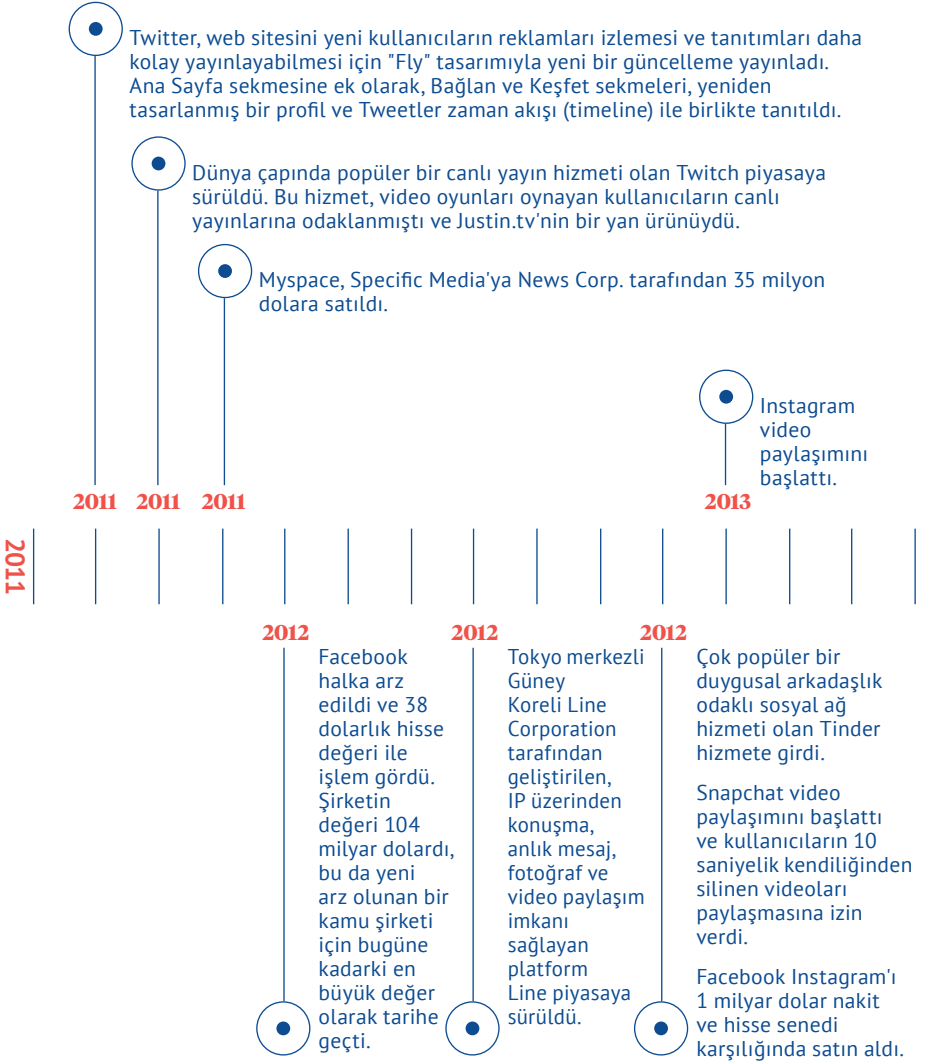 Twitter, web sitesini yeni kullanıcıların reklamları izlemesi ve tanıtımları daha
kolay yayınlayabilmesi için "Fly" tasarımıyla yeni bir güncelleme yayınladı.
Ana Sayfa sekmesine ek olarak, Bağlan ve Keşfet sekmeleri, yeniden
tasarlanmış bir profil ve Tweetler zaman akışı (timeline) ile birlikte tanıtıldı.
Dünya çapında popüler bir canlı yayın hizmeti olan Twitch piyasaya
sürüldü. Bu hizmet, video oyunları oynayan kullanıcıların canlı
yayınlarına odaklanmıştı ve Justin.tv'nin bir yan ürünüydü.
Myspace, Specific Media'ya News Corp. tarafından 35 milyon
dolara satıldı.
Instagram
video
paylaşımını
başlattı.
2011 2011 2011 2013
2011
2012 2012 2012
Facebook
halka arz
edildi ve 38
dolarlık hisse
değeri ile
işlem gördü.
Şirketin
değeri 104
milyar dolardı,
bu da yeni
arz olunan bir
kamu şirketi
için bugüne
kadarki en
büyük değer
olarak tarihe
geçti.
Tokyo merkezli
Güney
Koreli Line
Corporation
tarafından
geliştirilen,
IP üzerinden
konuşma,
anlık mesaj,
fotoğraf ve
video paylaşım
imkanı
sağlayan
platform
Line piyasaya
sürüldü.
Çok popüler bir
duygusal arkadaşlık
odaklı sosyal ağ
hizmeti olan Tinder
hizmete girdi.
Snapchat video
paylaşımını başlattı
ve kullanıcıların 10
saniyelik kendiliğinden
silinen videoları
paylaşmasına izin
verdi.
Facebook Instagram'ı
1 milyar dolar nakit
ve hisse senedi
karşılığında satın aldı.